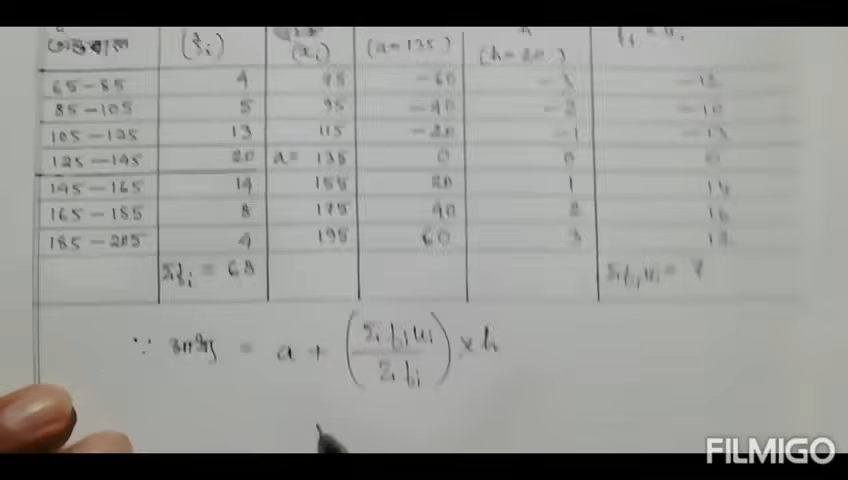 (fi) (xi) (a = 135) (h = 20)
65 – 85 4 75 – 60 – 3 – 12
85 – 105 5 95 – 40 – 2 – 10
105 – 125 13 115 – 20 – 1 – 13
125 – 145 20 a = 135 0 0 0
145 – 165 14 155 20 1 14
165 – 185 8 175 40 2 16
185 – 205 4 195 60 3 12
Σfi = 68 Σfiui = 7
∵ = a + (Σfiui / Σfi) × h
FILMIGO